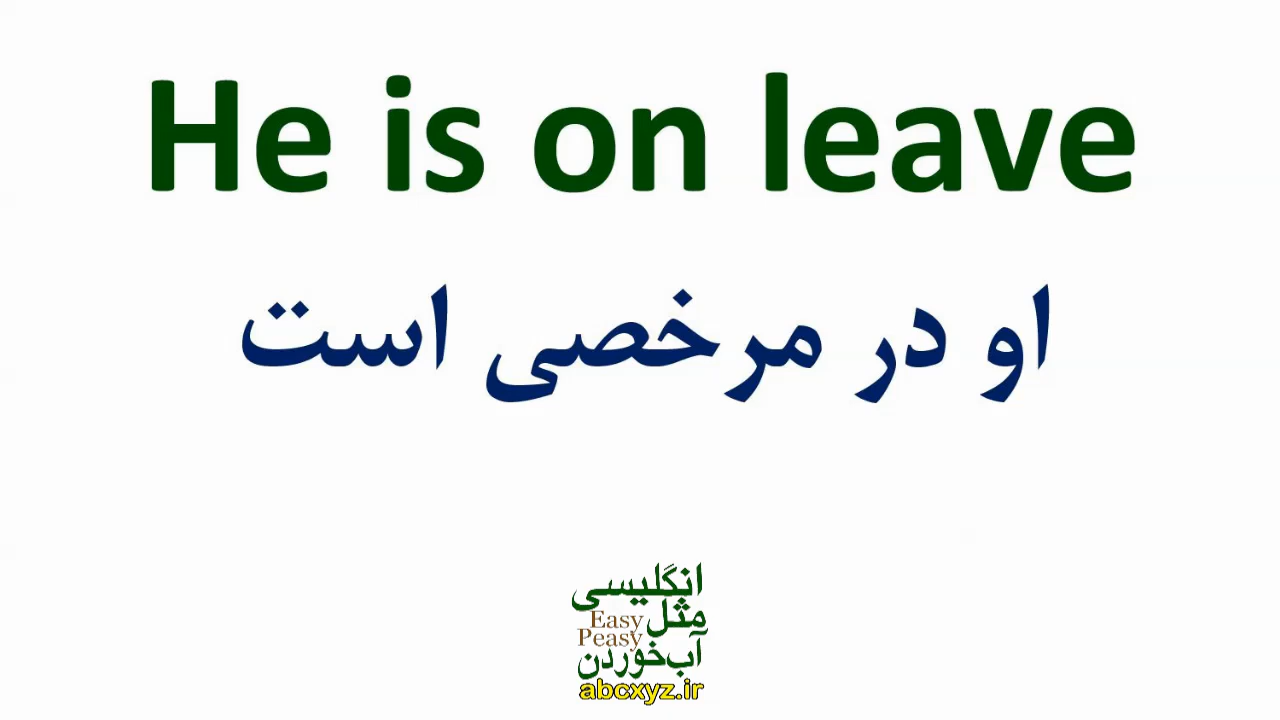 He is on leave
او در مرخصی است
انگلیسی
مثل
Easy
Peasy
آب‌خوردن
abcxyz.ir